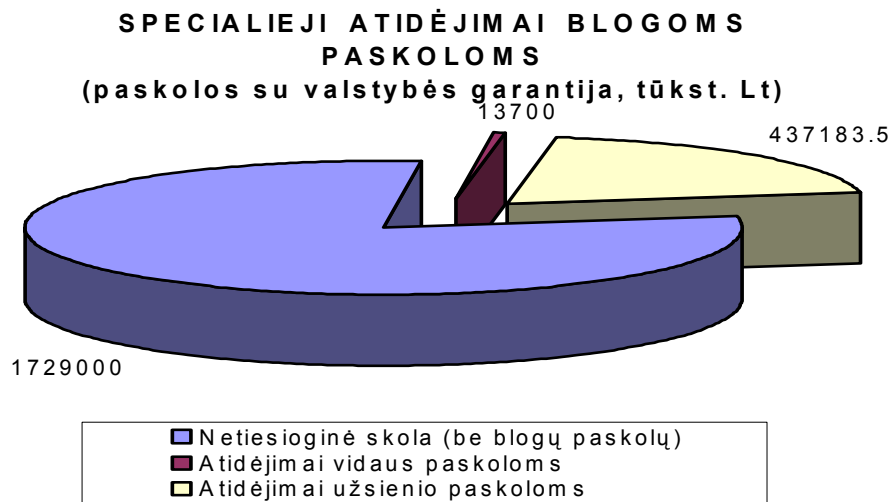 SPECIALIEJI ATIDĖJIMAI BLOGOMS
PASKOLOMS
(paskolos su valstybės garantija, tūkst. Lt)
13700
437183.5
1729000
Netiesioginė skola (be blogų paskolų)
Atidėjimai vidaus paskoloms
Atidėjimai užsienio paskoloms